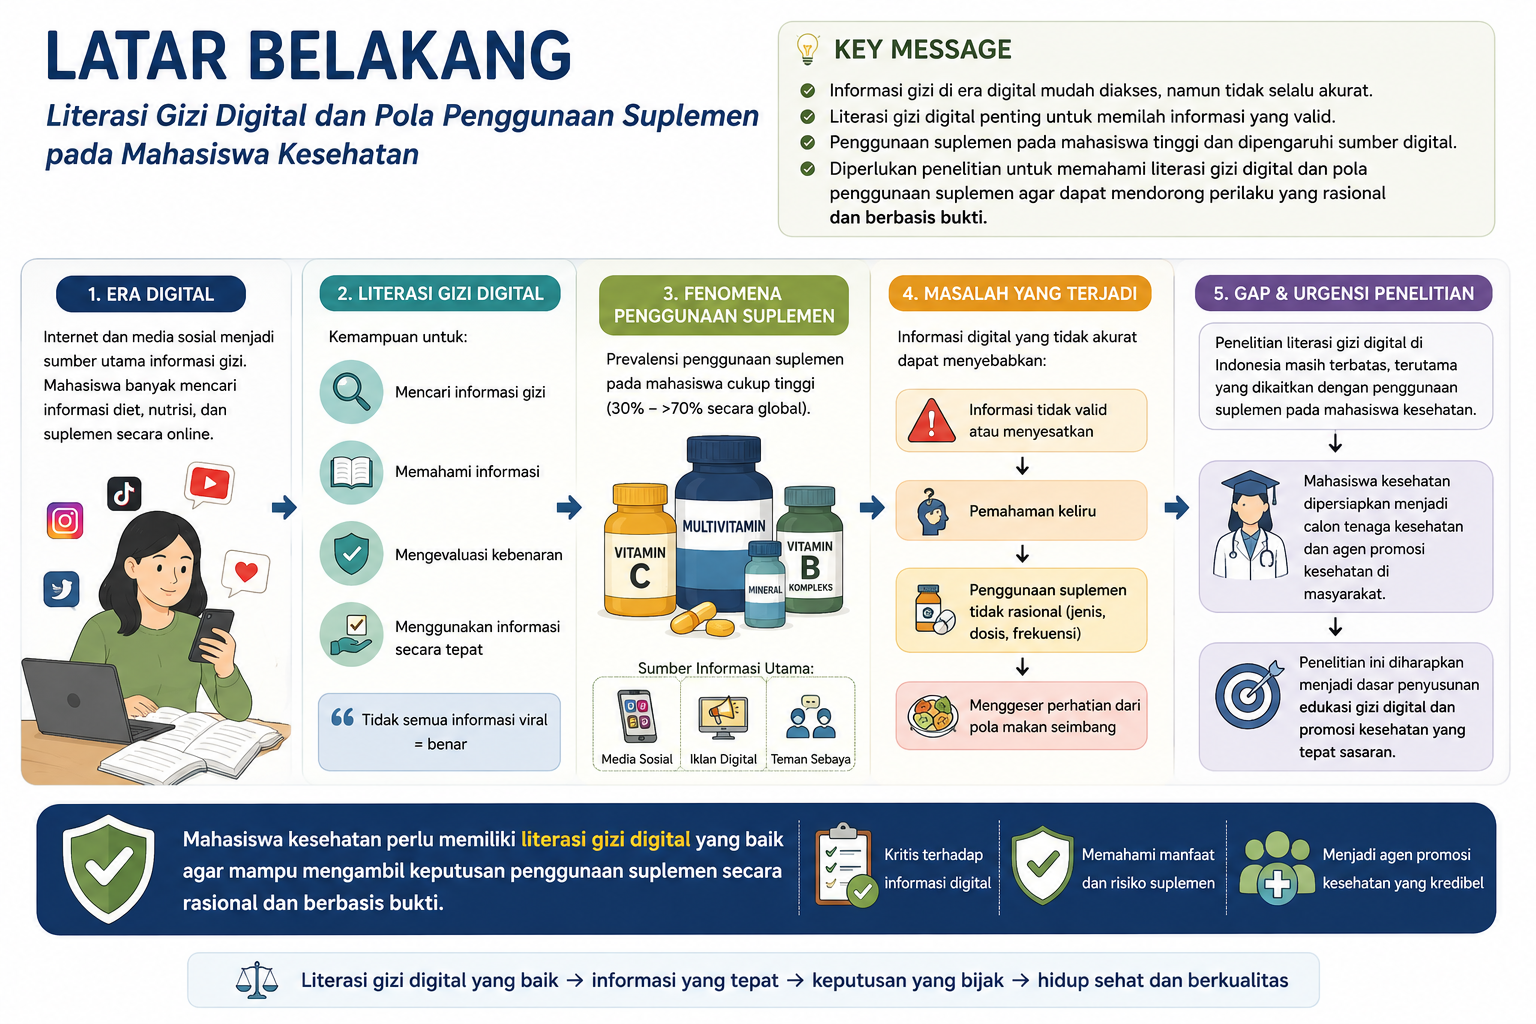 LATAR BELAKANG
Literasi Gizi Digital dan Pola Penggunaan Suplemen
pada Mahasiswa Kesehatan
KEY MESSAGE
Informasi gizi di era digital mudah diakses, namun tidak selalu akurat.
Literasi gizi digital penting untuk memilah informasi yang valid.
Penggunaan suplemen pada mahasiswa tinggi dan dipengaruhi sumber digital.
Diperlukan penelitian untuk memahami literasi gizi digital dan pola
penggunaan suplemen agar dapat mendorong perilaku yang rasional
dan berbasis bukti.
1. ERA DIGITAL
Internet dan media sosial menjadi
sumber utama informasi gizi.
Mahasiswa banyak mencari
informasi diet, nutrisi, dan
suplemen secara online.
2. LITERASI GIZI DIGITAL
Kemampuan untuk:
Mencari informasi gizi
Memahami informasi
Mengevaluasi kebenaran
Menggunakan informasi
secara tepat
“ Tidak semua informasi viral
= benar
3. FENOMENA
PENGGUNAAN SUPLEMEN
Prevalensi penggunaan suplemen
pada mahasiswa cukup tinggi
(30% – >70% secara global).
VITAMIN
C
MULTIVITAMIN
MINERAL
VITAMIN
B
KOMPLEKS
Sumber Informasi Utama:
Media Sosial
Iklan Digital
Teman Sebaya
4. MASALAH YANG TERJADI
Informasi digital yang tidak akurat
dapat menyebabkan:
Informasi tidak valid
atau menyesatkan
Pemahaman keliru
Penggunaan suplemen
tidak rasional (jenis,
dosis, frekuensi)
Menggeser perhatian dari
pola makan seimbang
5. GAP & URGENSI PENELITIAN
Penelitian literasi gizi digital di
Indonesia masih terbatas, terutama
yang dikaitkan dengan penggunaan
suplemen pada mahasiswa kesehatan.
Mahasiswa kesehatan
dipersiapkan menjadi
calon tenaga kesehatan
dan agen promosi
kesehatan di
masyarakat.
Penelitian ini diharapkan
menjadi dasar penyusunan
edukasi gizi digital dan
promosi kesehatan yang
tepat sasaran.
Mahasiswa kesehatan perlu memiliki literasi gizi digital yang baik
agar mampu mengambil keputusan penggunaan suplemen secara
rasional dan berbasis bukti.
Kritis terhadap
informasi digital
Memahami manfaat
dan risiko suplemen
Menjadi agen promosi
kesehatan yang kredibel
Literasi gizi digital yang baik → informasi yang tepat → keputusan yang bijak → hidup sehat dan berkualitas